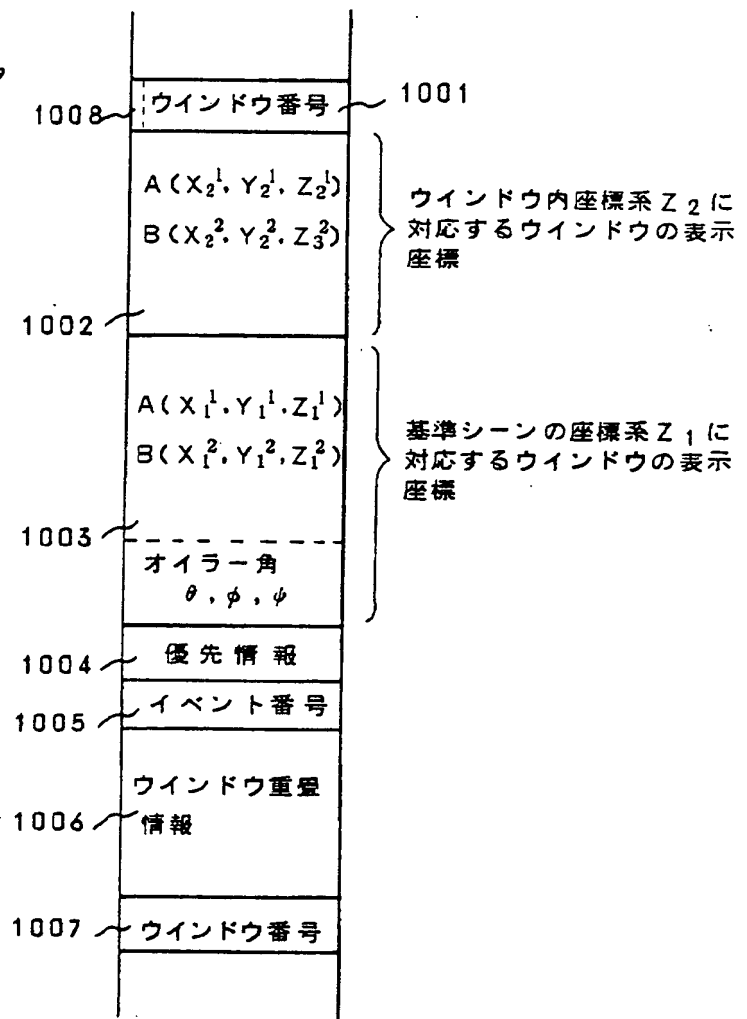 1008 ウインドウ番号 1001
A(X₂¹, Y₂¹, Z₂¹)
B(X₂², Y₂², Z₃²)
1002
ウインドウ内座標系 Z₂ に
対応するウインドウの表示
座標
A(X₁¹, Y₁¹, Z₁¹)
B(X₁², Y₁², Z₁²)
1003
オイラー角
θ, φ, ψ
基準シーンの座標系 Z₁ に
対応するウインドウの表示
座標
1004 優先情報
1005 イベント番号
ウインドウ重畳
1006 情報
1007 ウインドウ番号